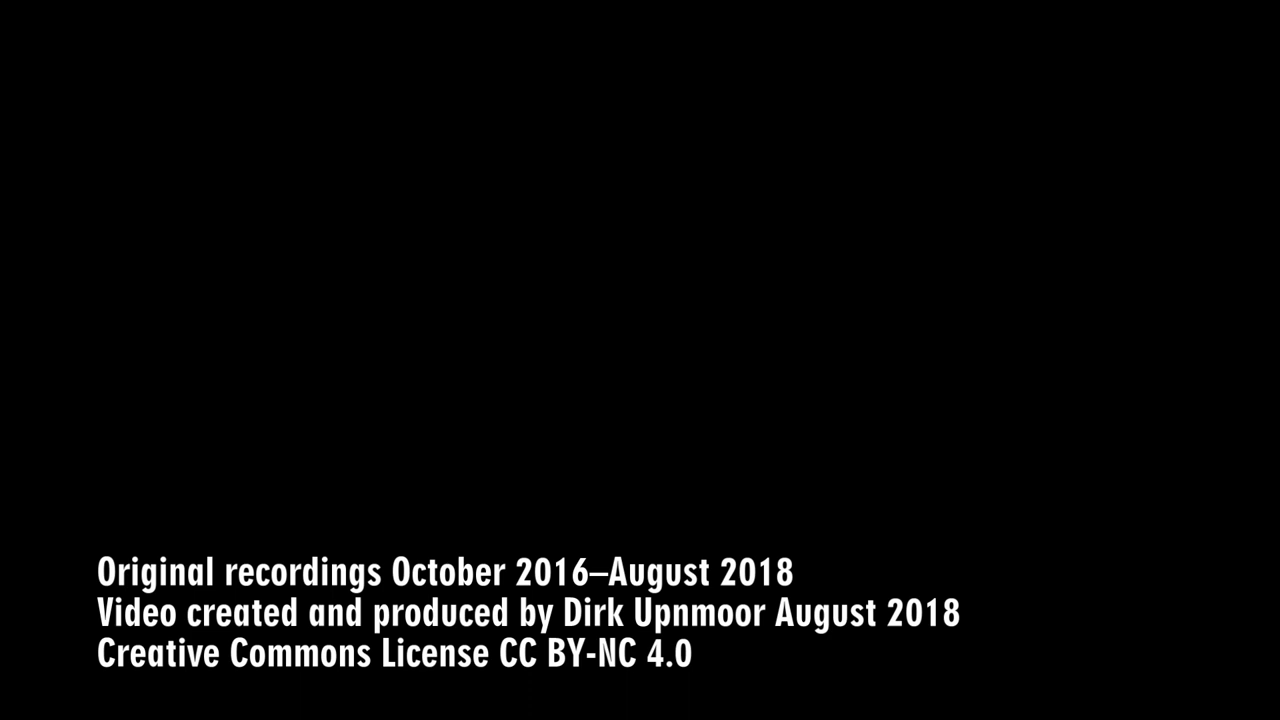 Original recordings October 2016–August 2018
Video created and produced by Dirk Upnmoor August 2018
Creative Commons License CC BY-NC 4.0